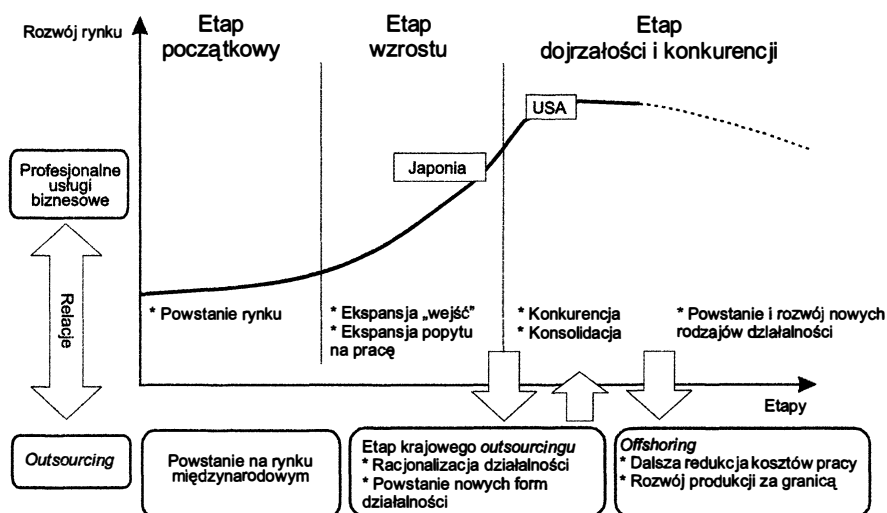 Rozwój rynku
Etap
początkowy
Etap
wzrostu
Etap
dojrzałości i konkurencji
USA
Japonia
Profesjonalne
usługi
biznesowe
Relacje
* Powstanie rynku
* Ekspansja „wejść"
* Ekspansja popytu
na pracę
* Konkurencja
* Konsolidacja
* Powstanie i rozwój nowych
rodzajów działalności
Etapy
Outsourcing
Powstanie na rynku
międzynarodowym
Etap krajowego outsourcingu
* Racjonalizacja działalności
* Powstanie nowych form
działalności
Offshoring
* Dalsza redukcja kosztów pracy
* Rozwój produkcji za granicą